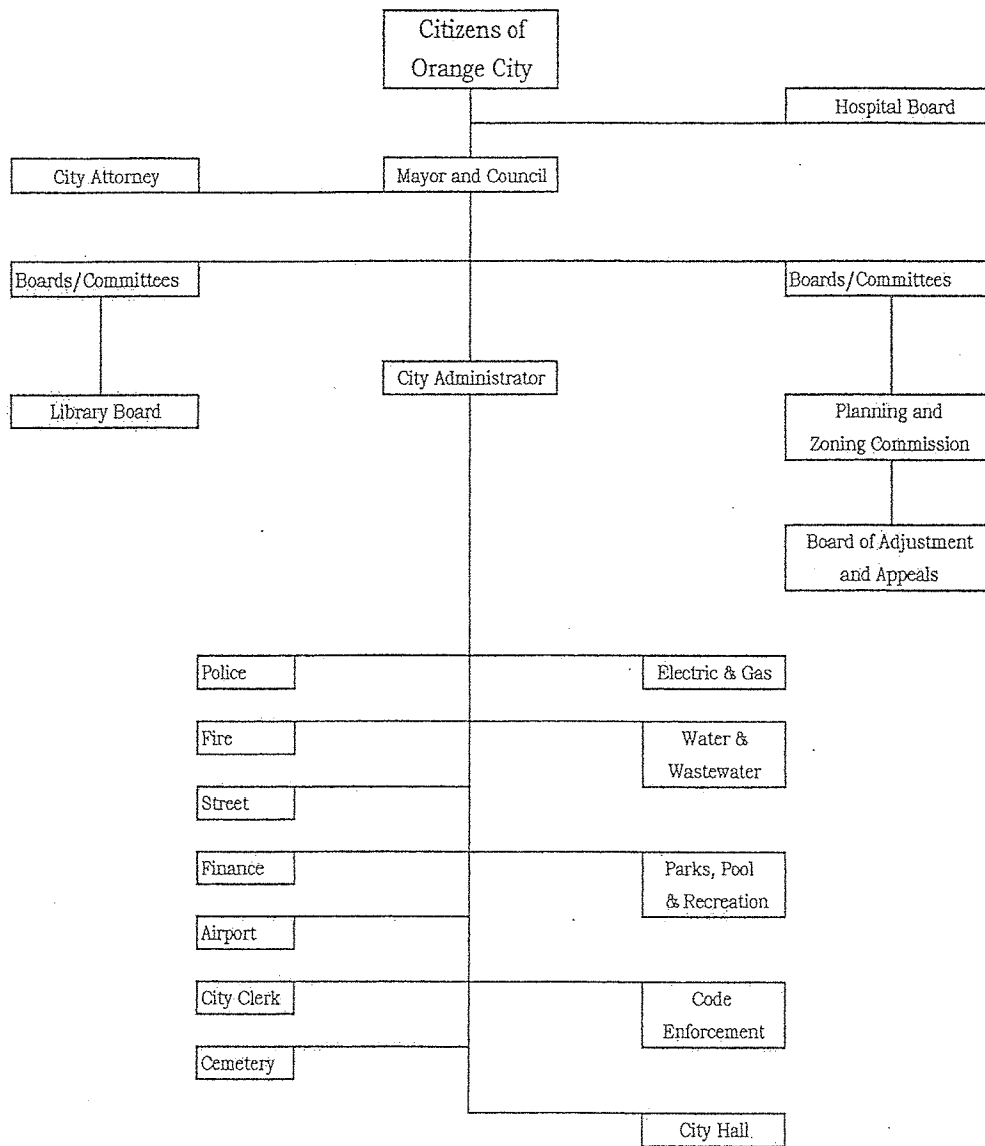 Citizens of
Orange City
Hospital Board
City Attorney
Mayor and Council
Boards/Committees
Boards/Committees
City Administrator
Library Board
Planning and
Zoning Commission
Board of Adjustment
and Appeals
Police
Electric & Gas
Fire
Water &
Wastewater
Street
Finance
Parks, Pool
& Recreation
Airport
City Clerk
Code
Enforcement
Cemetery
City Hall